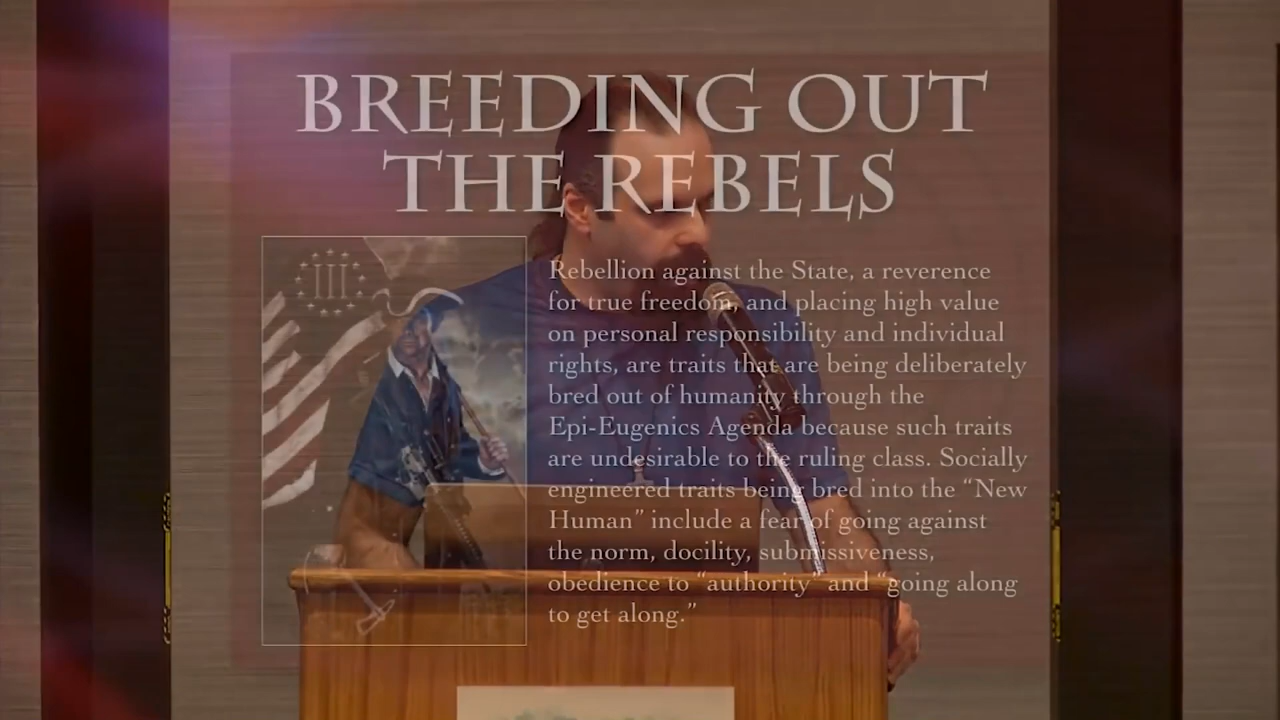 BREEDING OUT
THE REBELS
III
Rebellion against the State, a reverence
for true freedom, and placing high value
on personal responsibility and individual
rights, are traits that are being deliberately
bred out of humanity through the
Epi-Eugenics Agenda because such traits
are undesirable to the ruling class. Socially
engineered traits being bred into the “New
Human” include a fear of going against
the norm, docility, submissiveness,
obedience to “authority” and “going along
to get along.”